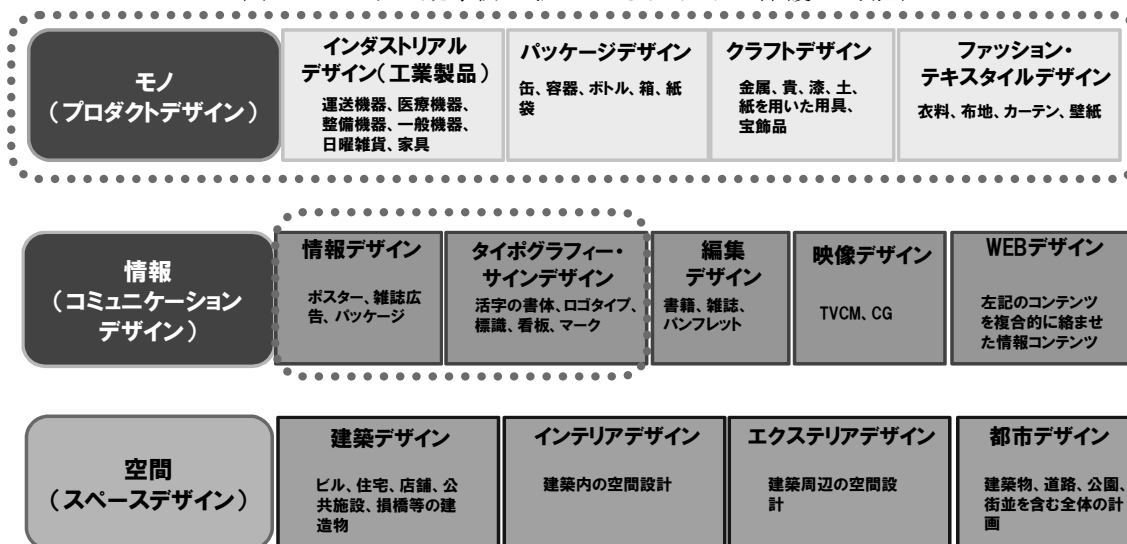 モノ
（プロダクトデザイン）
インダストリアル
デザイン（工業製品）
運送機器、医療機器、
整備機器、一般機器、
日曜雑貨、家具
パッケージデザイン
缶、容器、ボトル、箱、紙
袋
クラフトデザイン
金属、貴、漆、土、
紙を用いた用具、
宝飾品
ファッション・
テキスタイルデザイン
衣料、布地、カーテン、壁紙
情報
（コミュニケーション
デザイン）
情報デザイン
ポスター、雑誌広
告、パッケージ
タイポグラフィー・
サインデザイン
活字の書体、ロゴタイプ、
標識、看板、マーク
編集
デザイン
書籍、雑誌、
パンフレット
映像デザイン
TVCM、CG
WEBデザイン
左記のコンテンツ
を複合的に絡ませ
た情報コンテンツ
空間
（スペースデザイン）
建築デザイン
ビル、住宅、店舗、公
共施設、損橋等の建
造物
インテリアデザイン
建築内の空間設計
エクステリアデザイン
建築周辺の空間設
計
都市デザイン
建築物、道路、公園、
街並を含む全体の計
画